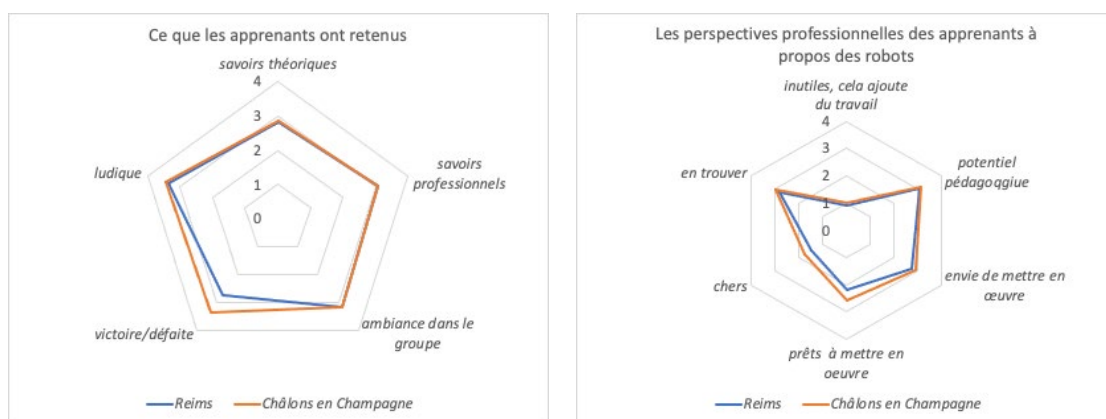 Ce que les apprenants ont retenus
savoirs théoriques
4
3
2
1
0
savoirs
professionnels
ambiance dans le
groupe
victoire/défaite
ludique
Reims
Châlons en Champagne
Les perspectives professionnelles des apprenants à
propos des robots
inutiles, cela ajoute
du travail
4
3
2
1
0
potentiel
pédagoqgiue
envie de mettre en
œuvre
prêts à mettre en
oeuvre
chers
en trouver
Reims
Châlons en Champagne